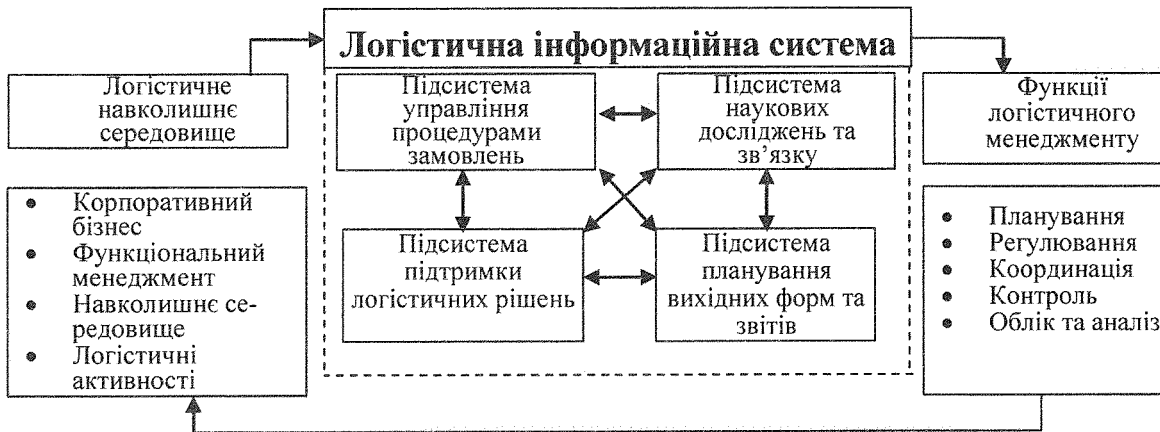 Логістична інформаційна система
Логістичне
навколишнє
середовище
Підсистема
управління
процедурами
замовлень
Підсистема
наукових
досліджень та
зв’язку
Функції
логістичного
менеджменту
• Корпоративний
бізнес
• Функціональний
менеджмент
• Навколишнє се-
редовище
• Логістичні
активності
Підсистема
підтримки
логістичних рішень
Підсистема
планування
вихідних форм та
звітів
• Планування
• Регулювання
• Координація
• Контроль
• Облік та аналіз